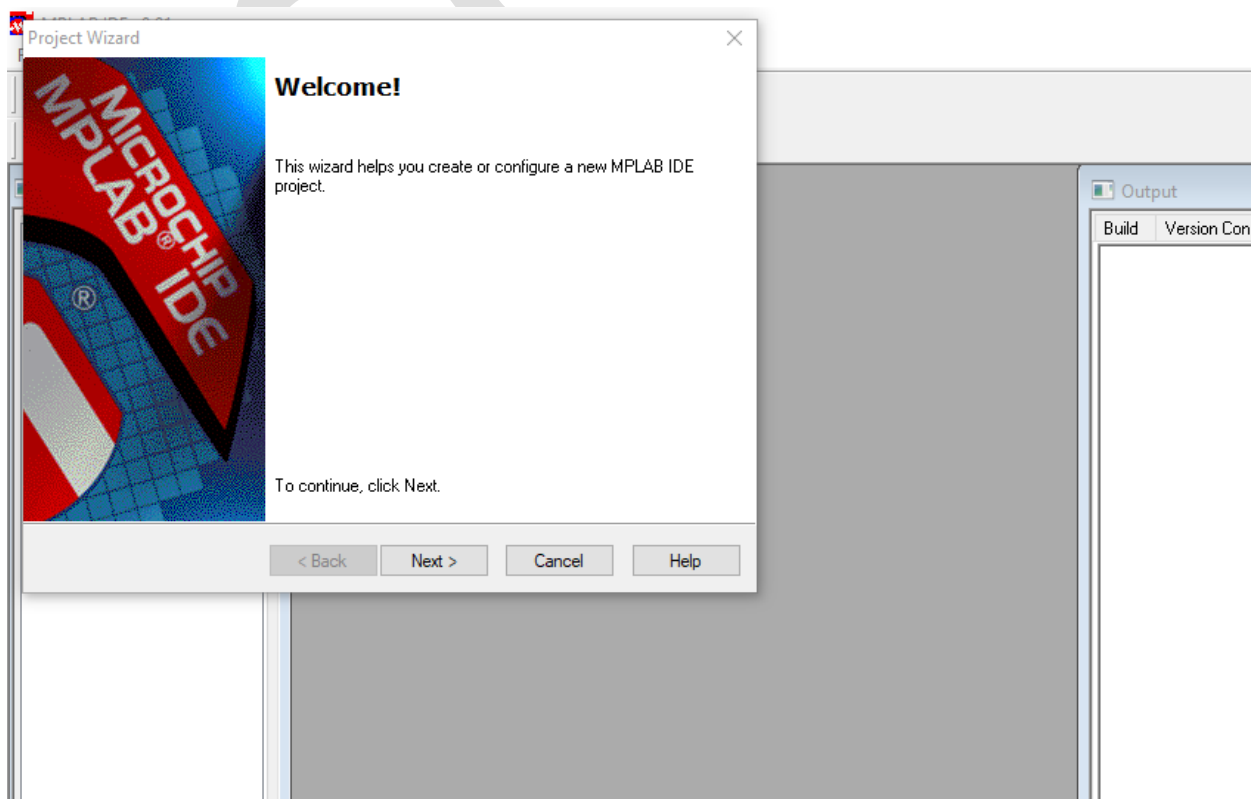 Project Wizard
MICROCHIP
MPLAB® IDE
®
Welcome!
This wizard helps you create or configure a new MPLAB IDE
project.
To continue, click Next.
< Back
Next >
Cancel
Help
Output
Build
Version Con